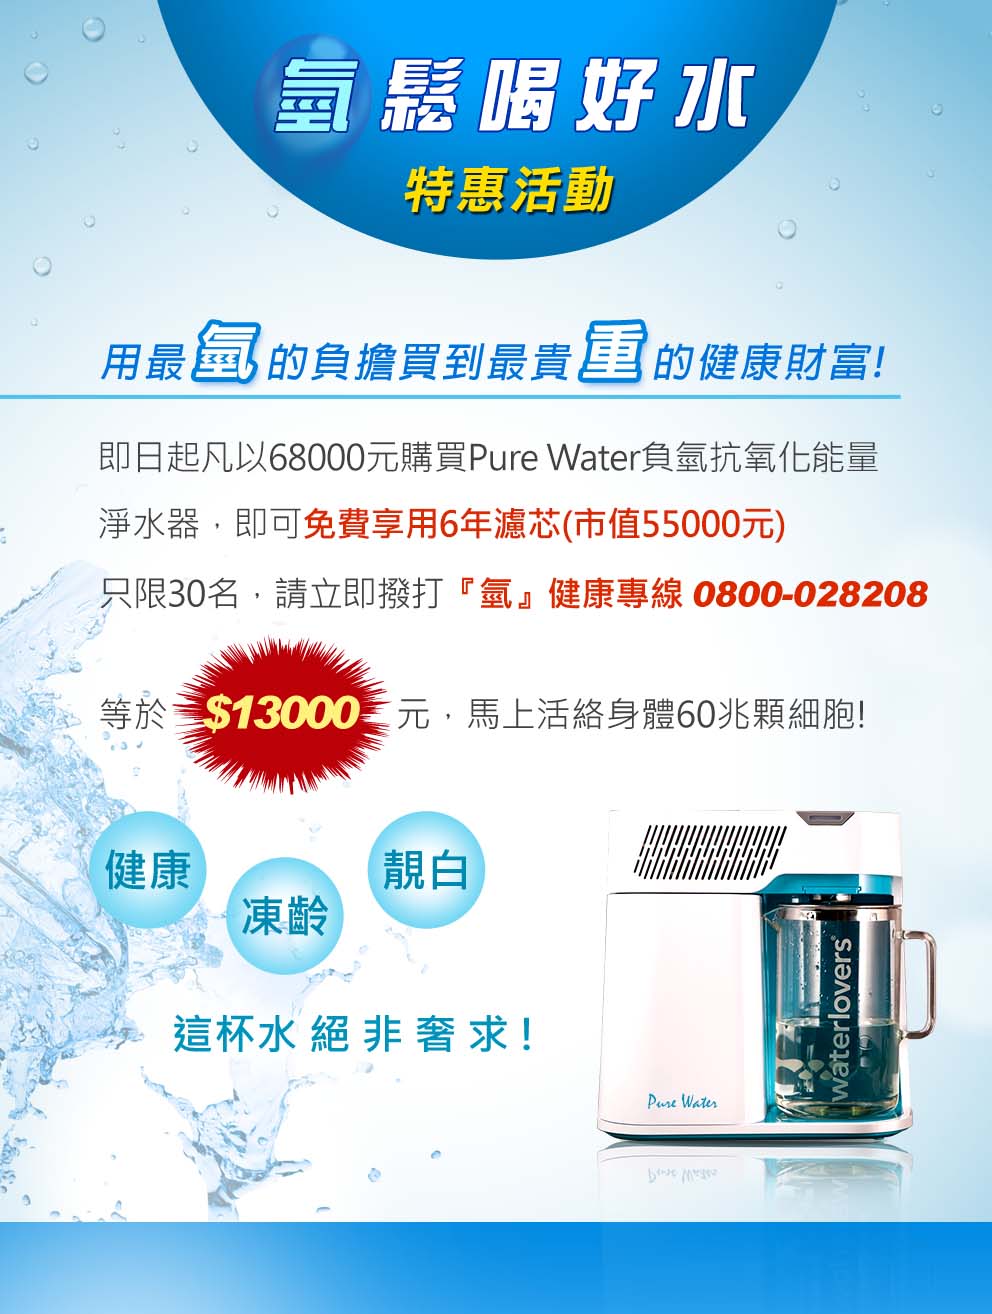 氫鬆喝好水
特惠活動
用最氫的負擔買到最貴重的健康財富!
即日起凡以68000元購買Pure Water負氫抗氧化能量
淨水器，即可免費享用6年濾芯(市值55000元)
只限30名，請立即撥打『氫』健康專線 0800-028208
等於 $13000 元，馬上活絡身體60兆顆細胞!
健康
凍齡
靚白
這杯水 絕 非 奢 求 !
waterlovers
Pure Water